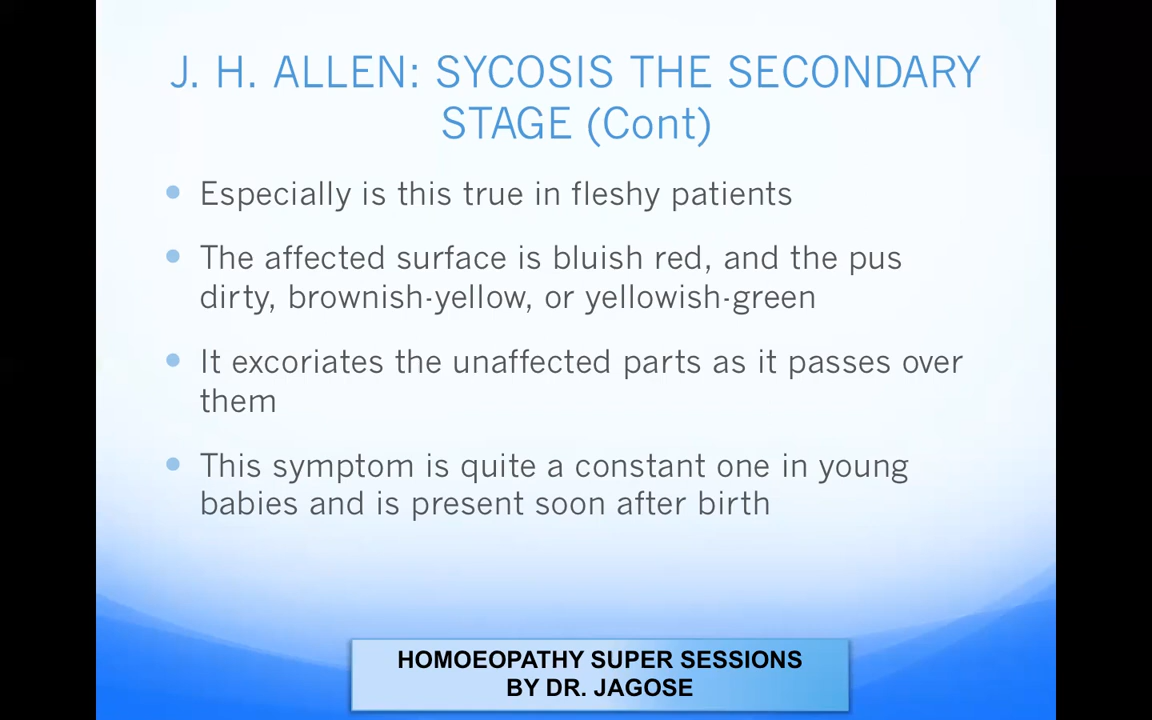 J. H. ALLEN: SYCOSIS THE SECONDARY
STAGE (Cont)
Especially is this true in fleshy patients
The affected surface is bluish red, and the pus
dirty, brownish-yellow, or yellowish-green
It excoriates the unaffected parts as it passes over
them
This symptom is quite a constant one in young
babies and is present soon after birth
HOMOEOPATHY SUPER SESSIONS
BY DR. JAGOSE